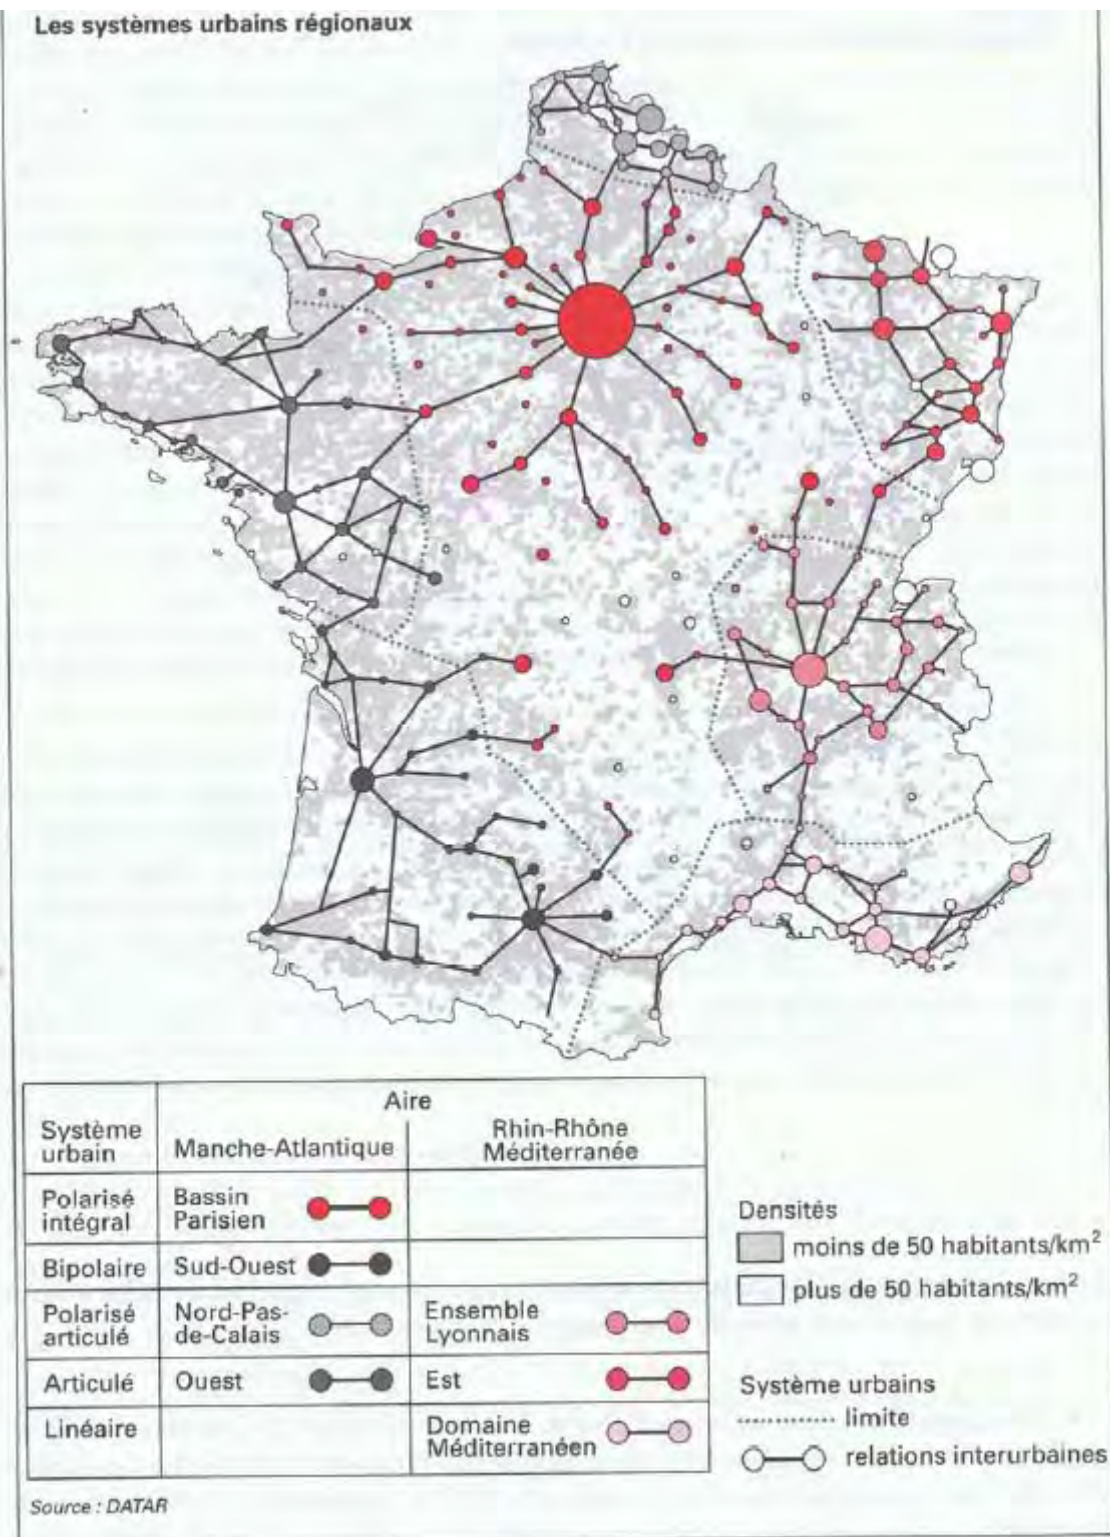 Les systèmes urbains régionaux
Système
urbain
Aire
Manche-Atlantique
Rhin-Rhône
Méditerranée
Polarisé
intégral
Bassin
Parisien
Bipolaire
Sud-Ouest
Polarisé
articulé
Nord-Pas-
de-Calais
Ensemble
Lyonnais
Articulé
Ouest
Est
Linéaire
Domaine
Méditerranéen
Densités
moins de 50 habitants/km²
plus de 50 habitants/km²
Système urbains
limite
relations interurbaines
Source : DATAR